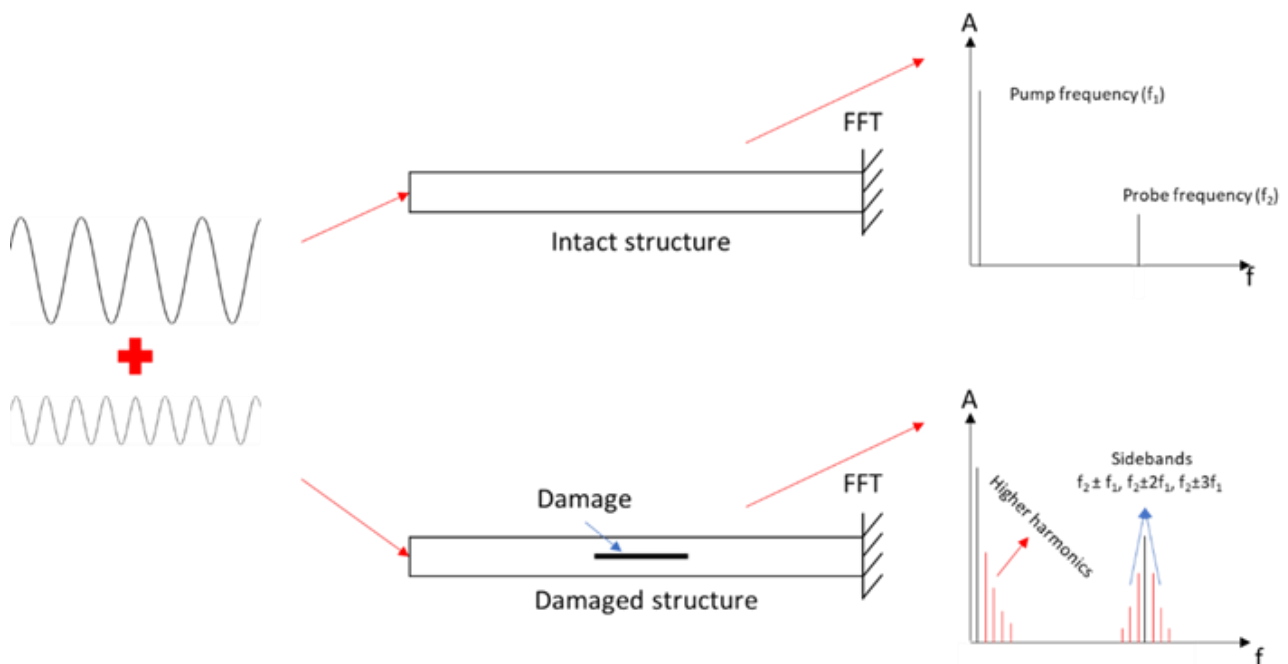 A
Pump frequency (f₁)
FFT
Probe frequency (f₂)
Intact structure
f
A
Sidebands
f₂ ± f₁, f₂±2f₁, f₂±3f₁
Higher harmonics
FFT
Damage
Damaged structure
f